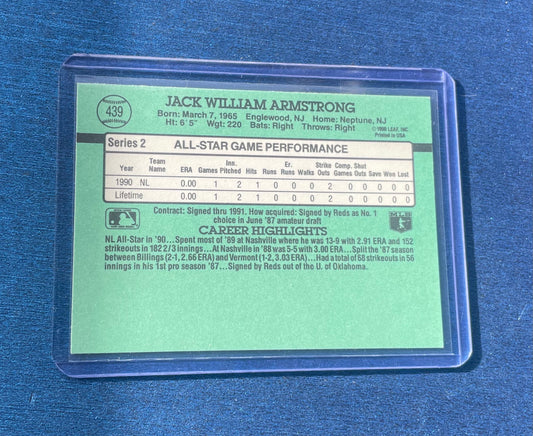 439
JACK WILLIAM ARMSTRONG
Born: March 7, 1965 Englewood, NJ Home: Neptune, NJ
Ht: 6'5" Wgt: 220 Bats: Right Throws: Right
© 1990 LEAF, INC.
Printed in USA
Series 2
ALL-STAR GAME PERFORMANCE
Year Team Name ERA Games Inn. Pitched Hits Runs Er. Runs Walks Strike Outs Comp. Games Shut Outs Save Won Lost
1990 NL 0.00 1 2 1 0 0 0 2 0 0 0 0 0
Lifetime 0.00 1 2 1 0 0 0 2 0 0 0 0 0
Contract: Signed thru 1991. How acquired: Signed by Reds as No. 1
choice in June '87 amateur draft
CAREER HIGHLIGHTS
NL All-Star in '90...Spent most of '89 at Nashville where he was 13-9 with 2.91 ERA and 152
strikeouts in 182 2/3 innings...At Nashville in '88 was 5-5 with 3.00 ERA...Split the '87 season
between Billings (2-1, 2.66 ERA) and Vermont (1-2, 3.03 ERA)...Had a total of 68 strikeouts in 56
innings in his 1st pro season '87...Signed by Reds out of the U. of Oklahoma.